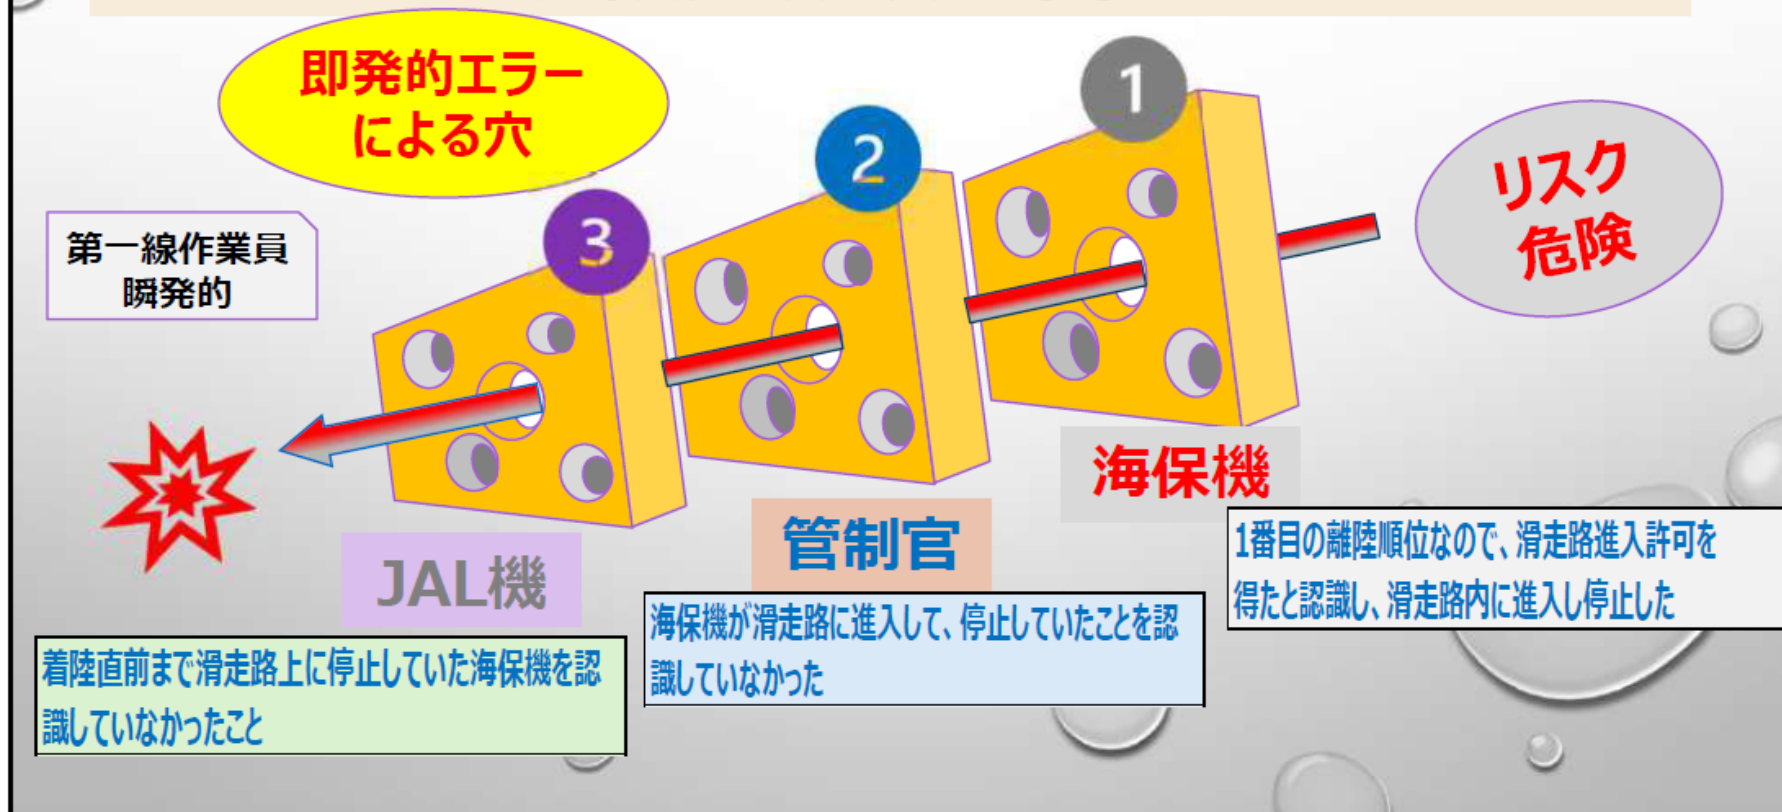 即発的エラー
による穴
1
2
3
リスク
危険
第一線作業員
瞬発的
海保機
1番目の離陸順位なので、滑走路進入許可を
得たと認識し、滑走路内に進入し停止した
管制官
海保機が滑走路に進入して、停止していたことを認
識していなかった
JAL機
着陸直前まで滑走路上に停止していた海保機を認
識していなかったこと